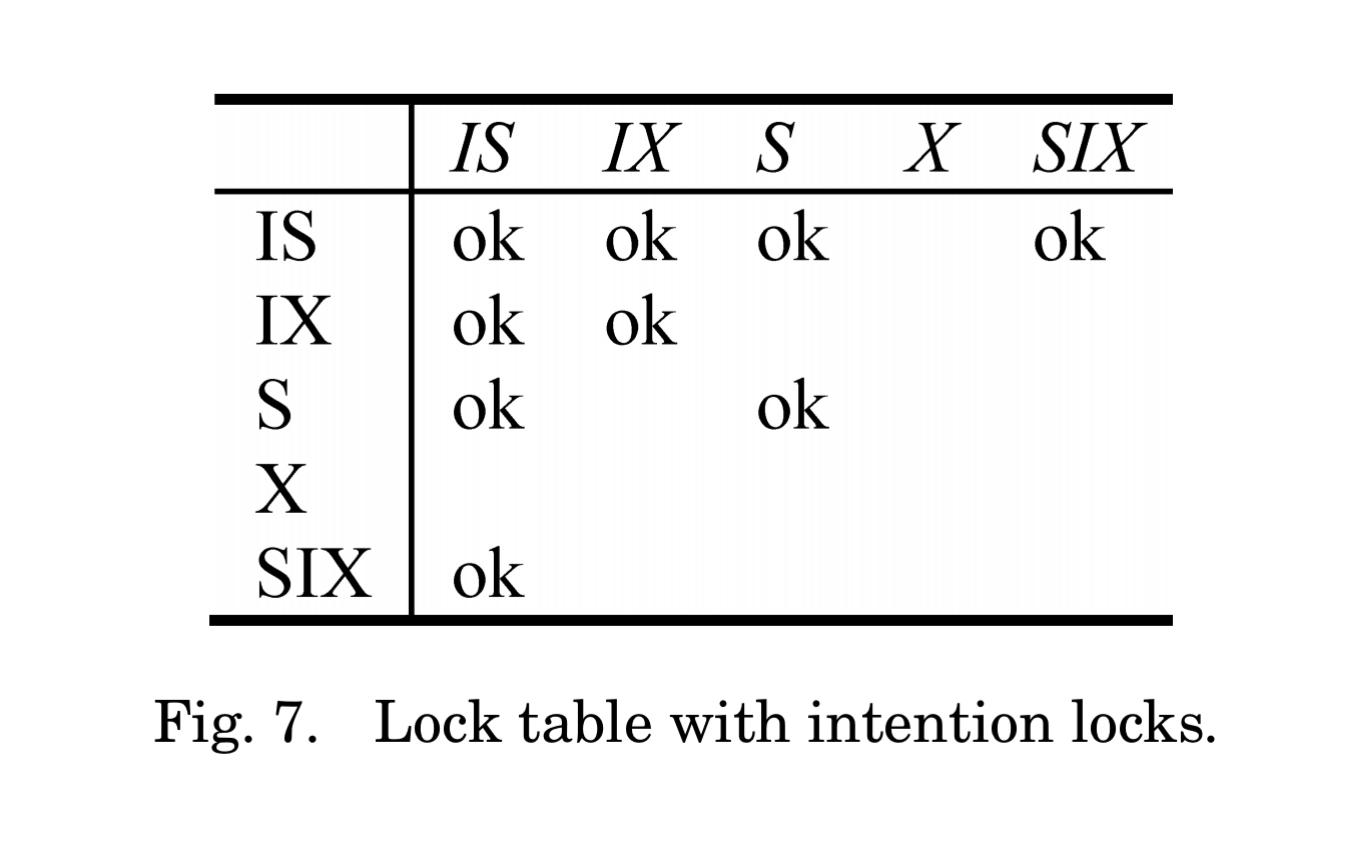 IS IX S X SIX
IS ok ok ok ok
IX ok ok
S ok ok
X
SIX ok
Fig. 7. Lock table with intention locks.